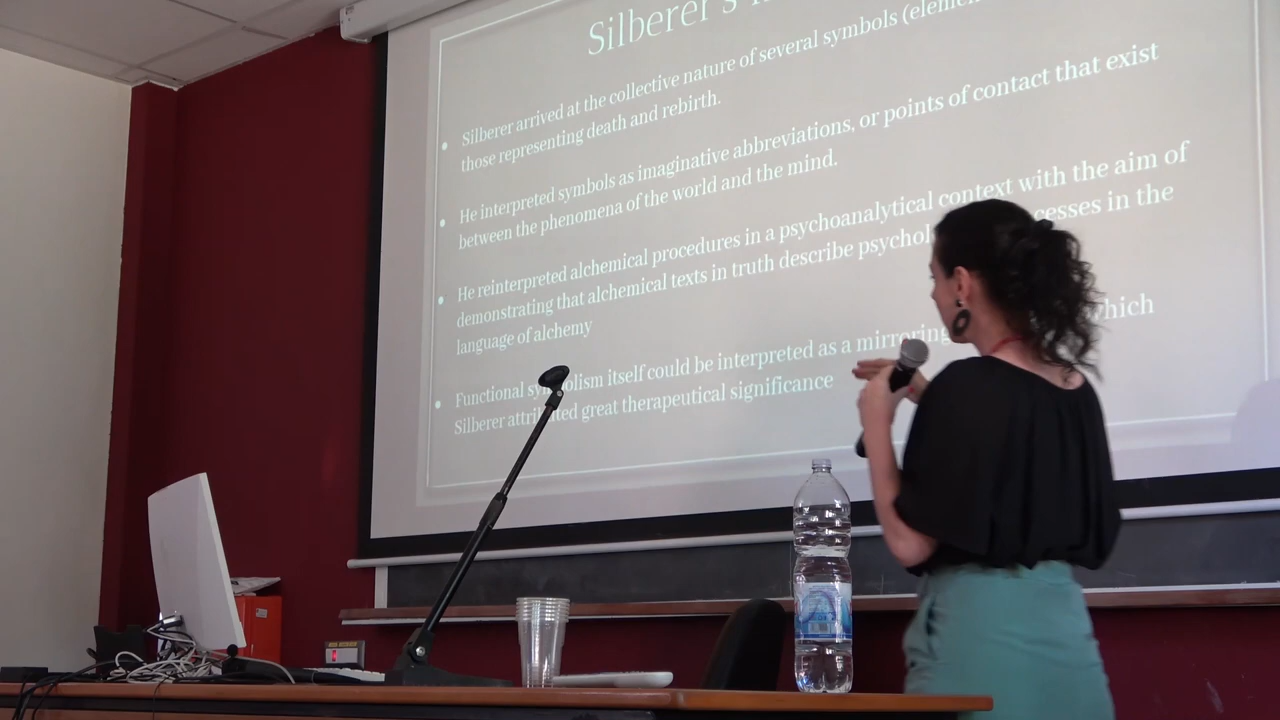 Silberer's
Silberer arrived at the collective nature of several symbols
those representing death and rebirth.
He interpreted symbols as imaginative abbreviations, or points of contact that exist
between the phenomena of the world and the mind.
He reinterpreted alchemical procedures in a psychoanalytical context with the aim of
demonstrating that alchemical texts in truth describe in the
language of alchemy
Functional symbolism itself could be interpreted as a mirroring which
Silberer attributed great therapeutical significance